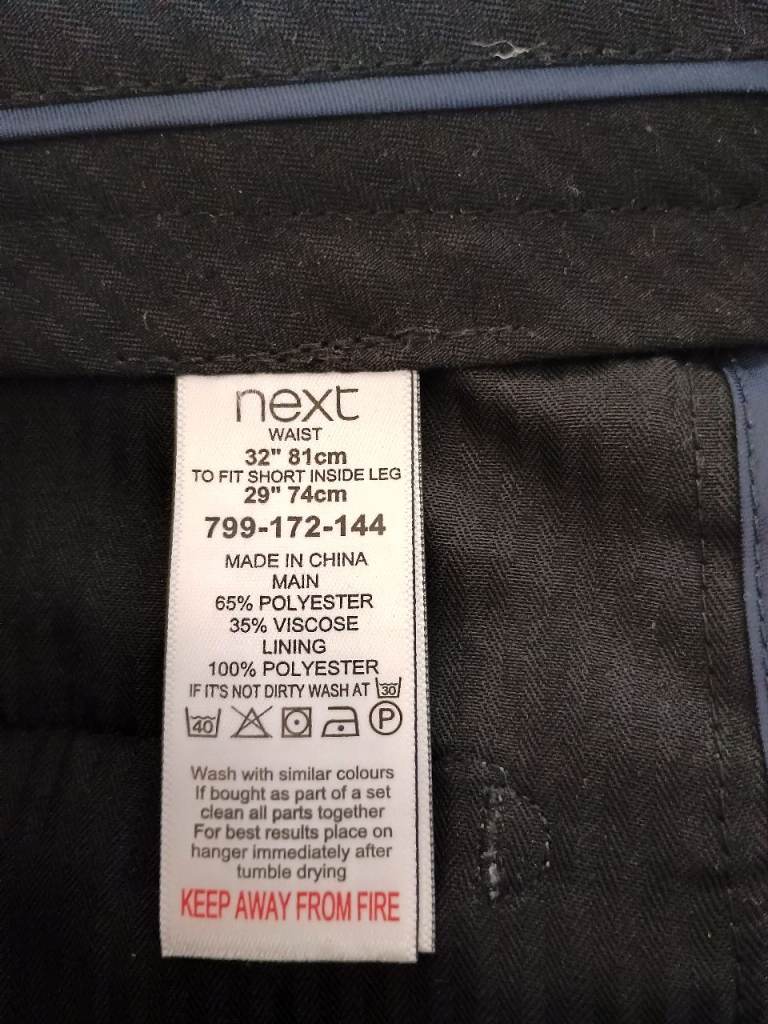 next
WAIST
32" 81cm
TO FIT SHORT INSIDE LEG
29" 74cm
799-172-144
MADE IN CHINA
MAIN
65% POLYESTER
35% VISCOSE
LINING
100% POLYESTER
IF IT'S NOT DIRTY WASH AT 30
40 P
Wash with similar colours
If bought as part of a set
clean all parts together
For best results place on
hanger immediately after
tumble drying
KEEP AWAY FROM FIRE